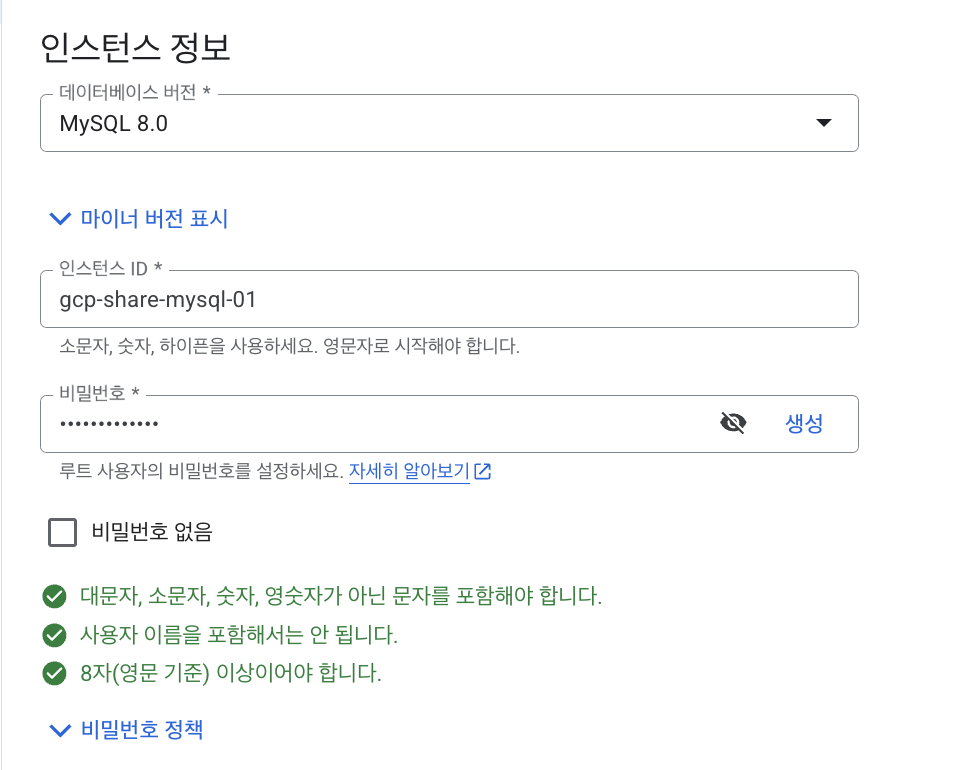 인스턴스 정보
데이터베이스 버전 *
MySQL 8.0
마이너 버전 표시
인스턴스 ID *
gcp-share-mysql-01
소문자, 숫자, 하이픈을 사용하세요. 영문자로 시작해야 합니다.
비밀번호 *
•••••••••••••
생성
루트 사용자의 비밀번호를 설정하세요. 자세히 알아보기
비밀번호 없음
대문자, 소문자, 숫자, 영숫자가 아닌 문자를 포함해야 합니다.
사용자 이름을 포함해서는 안 됩니다.
8자(영문 기준) 이상이어야 합니다.
비밀번호 정책